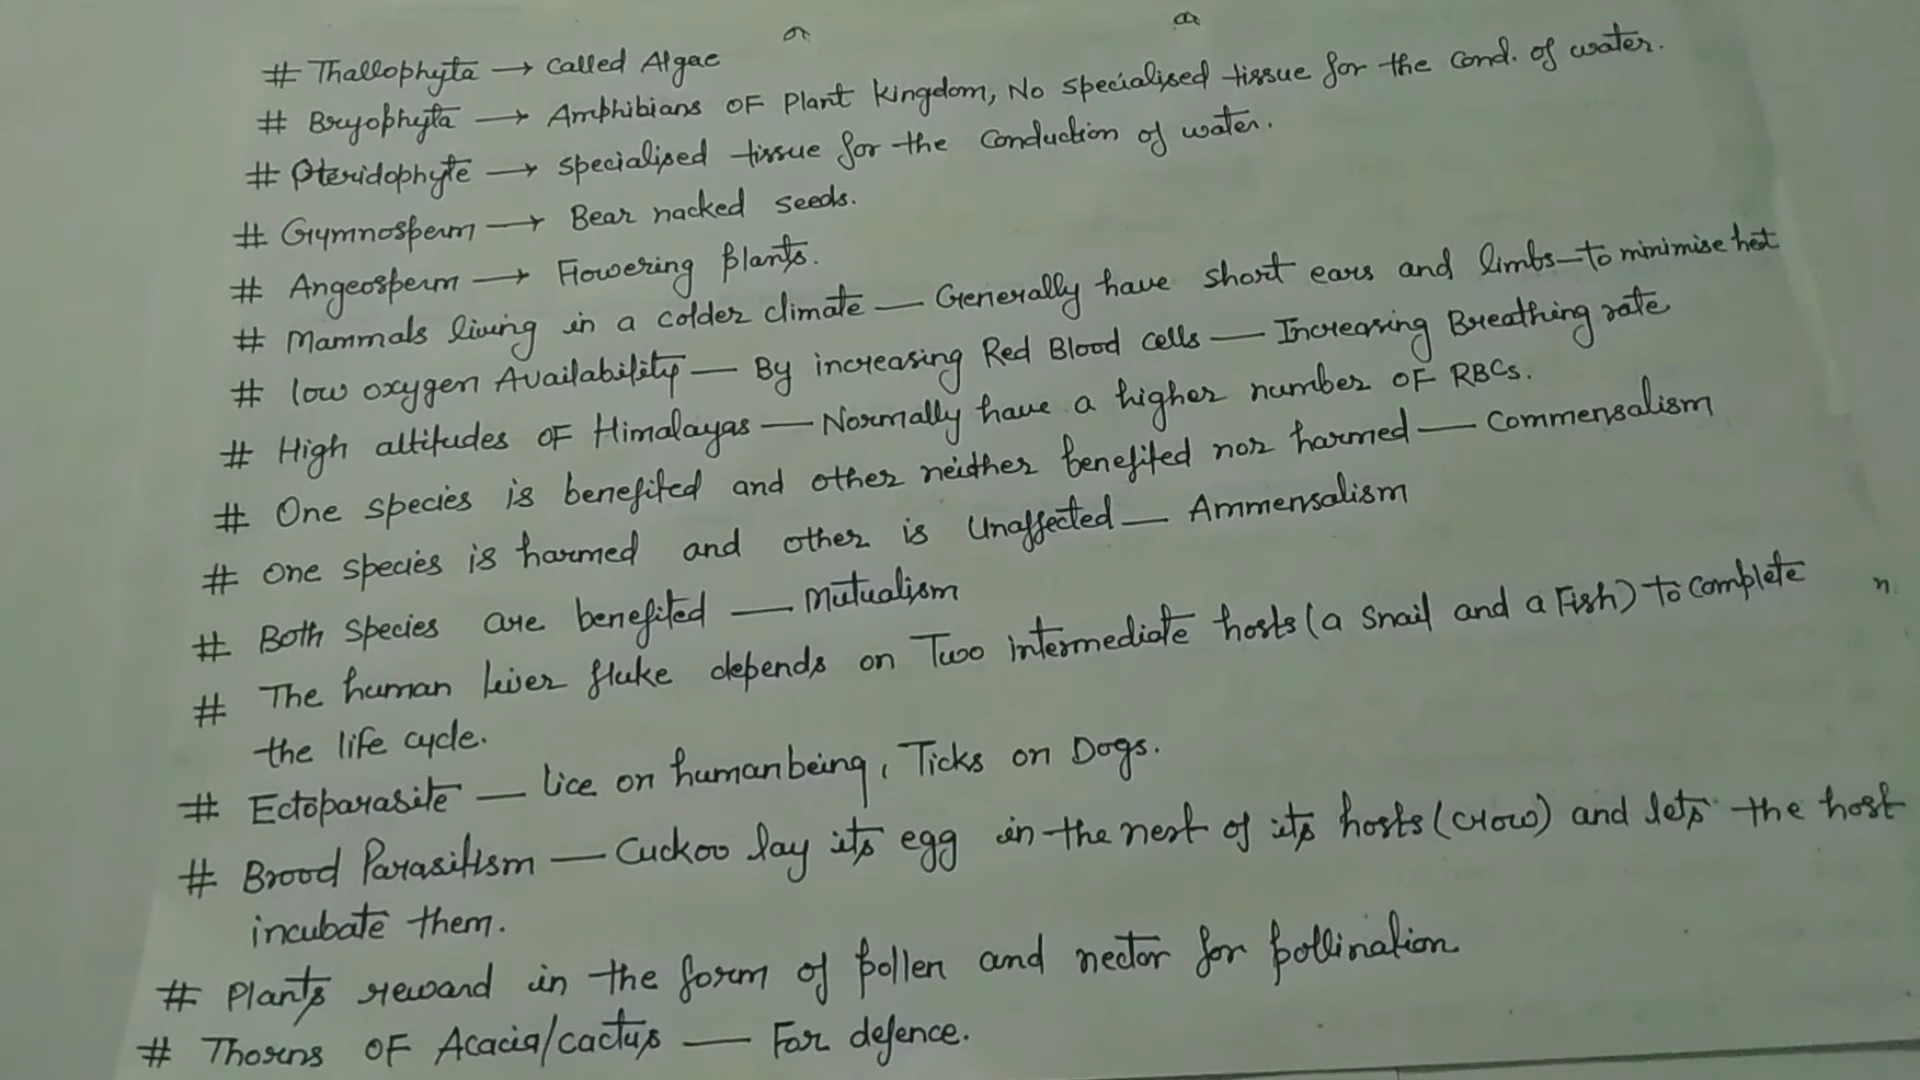 # Thallophyta → called Algae
# Bryophyta → Amphibians OF Plant kingdom, No specialised tissue for the cond. of water.
# Pteridophyte → specialised tissue for the conduction of water.
# Gymnosperm → Bear nacked seeds.
# Angeosperm → Flowering plants.
# Mammals living in a colder climate — Generally have short ears and limbs — to minimise het
# low oxygen Availability — By increasing Red Blood cells — Increasing Breathing rate
# High altitudes OF Himalayas — Normally have a higher number OF RBCs.
# One species is benefited and other neither benefited nor harmed — Commensalism
# One species is harmed and other is Unaffected — Ammensalism
# Both species are benefited — Mutualism
# The human liver fluke depends on Two intermediate hosts (a snail and a Fish) to complete
the life cycle.
# Ectoparasite — lice on humanbeing, Ticks on Dogs.
# Brood Parasitism — Cuckoo lay its egg in the nest of its hosts (crow) and lets the host
incubate them.
# Plants reward in the form of pollen and nector for pollination
# Thorns OF Acacia/cactus — For defence.